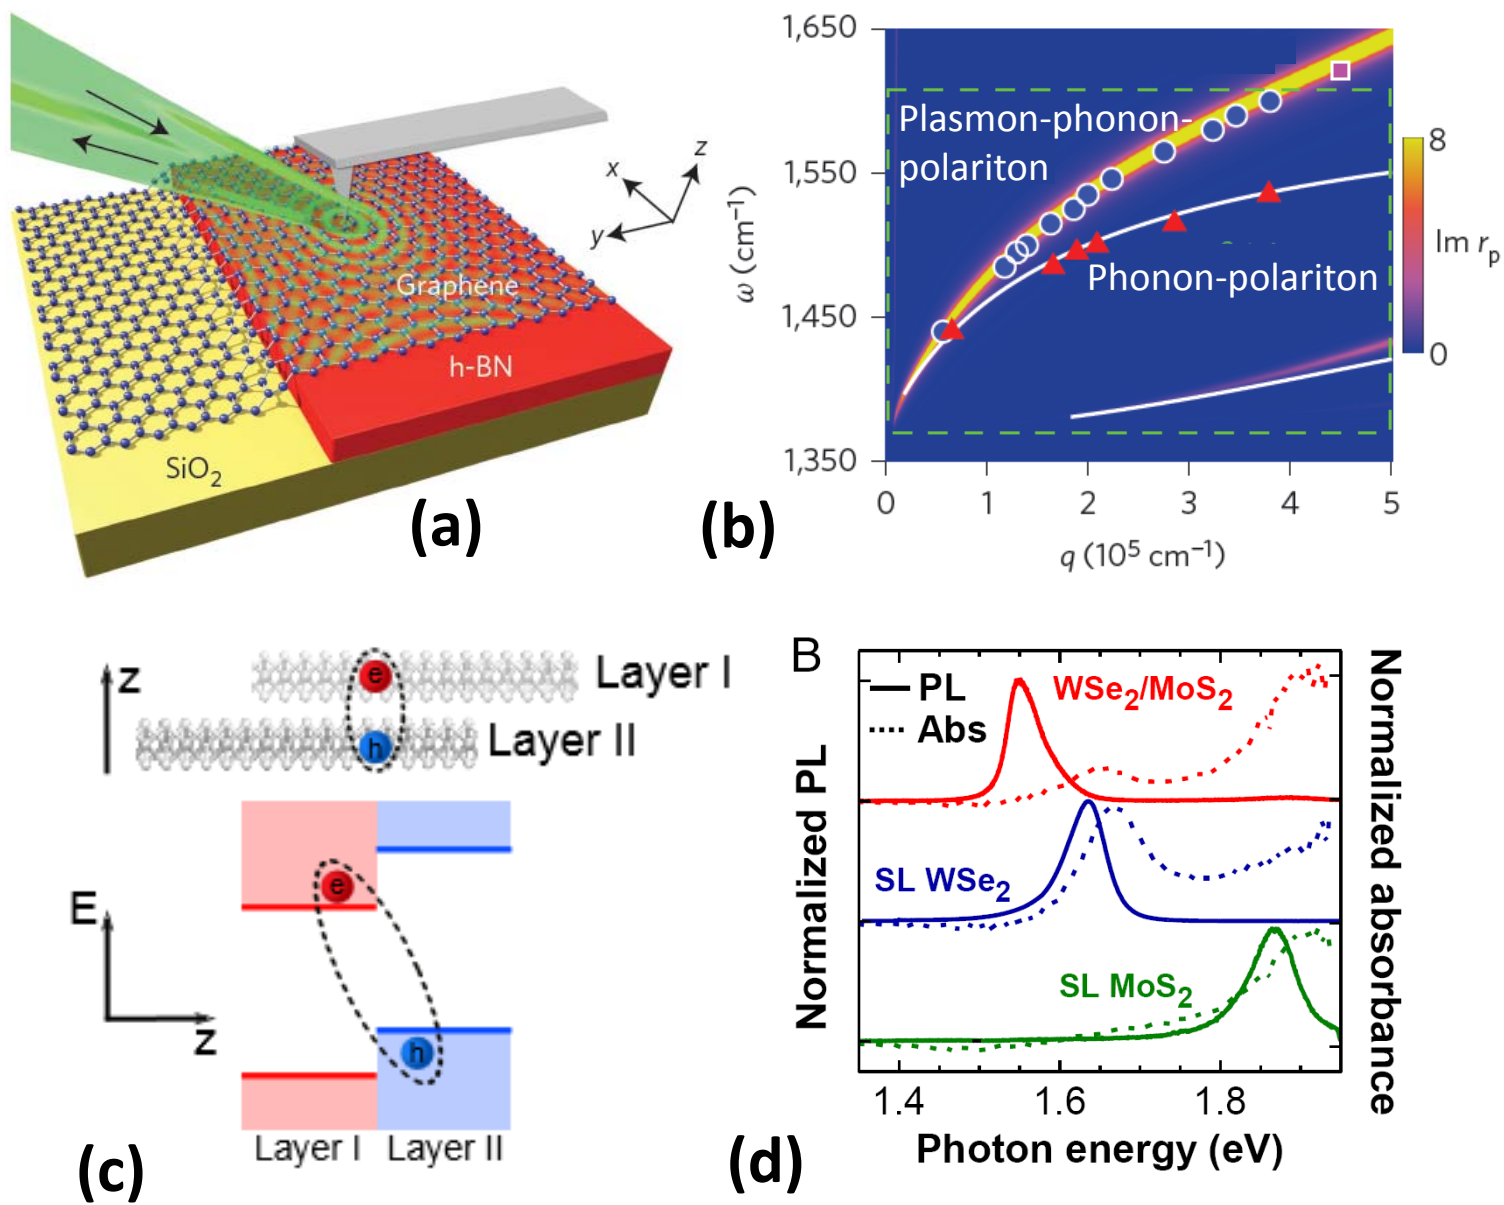 x
z
y
Graphene
h-BN
SiO₂
(a)
1,650
1,550
1,450
1,350
ω (cm⁻¹)
Plasmon-phonon-
polariton
Phonon-polariton
8
Im rₚ
0
0 1 2 3 4 5
q (10⁵ cm⁻¹)
(b)
z
e
Layer I
h
Layer II
E
e
h
z
Layer I Layer II
(c)
B
PL
Abs
WSe₂/MoS₂
SL WSe₂
SL MoS₂
Normalized PL
Normalized absorbance
1.4 1.6 1.8
Photon energy (eV)
(d)